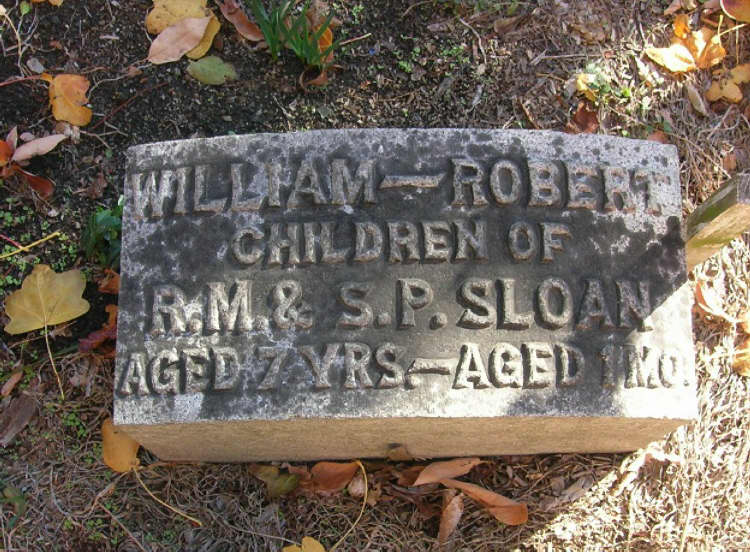 WILLIAM — ROBERT
CHILDREN OF
R.M. & S.P. SLOAN
AGED 7 YRS. — AGED 1 MO.